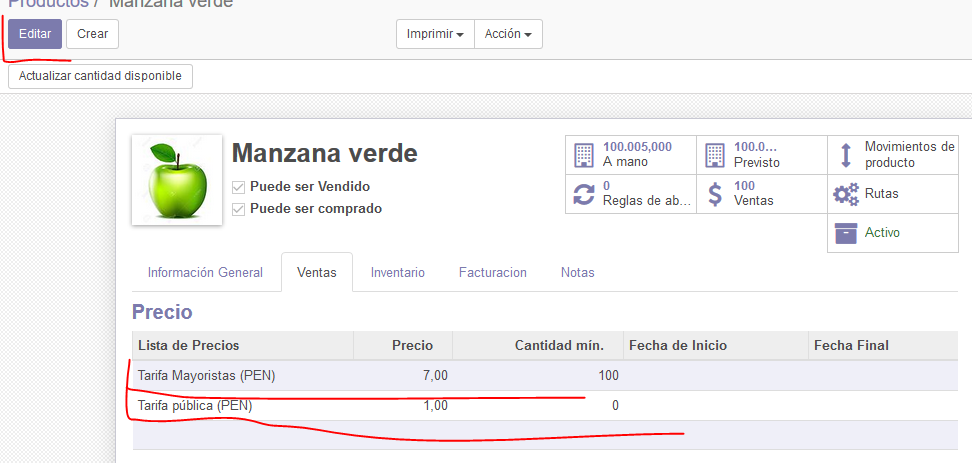 Productos / Manzana verde
Editar Crear Imprimir Acción
Actualizar cantidad disponible
Manzana verde
Puede ser Vendido
Puede ser comprado
100.005,000
A mano
100.0...
Previsto
Movimientos de
producto
0
Reglas de ab...
100
Ventas
Rutas
Activo
Información General Ventas Inventario Facturacion Notas
Precio
Lista de Precios Precio Cantidad mín. Fecha de Inicio Fecha Final
Tarifa Mayoristas (PEN) 7,00 100
Tarifa pública (PEN) 1,00 0